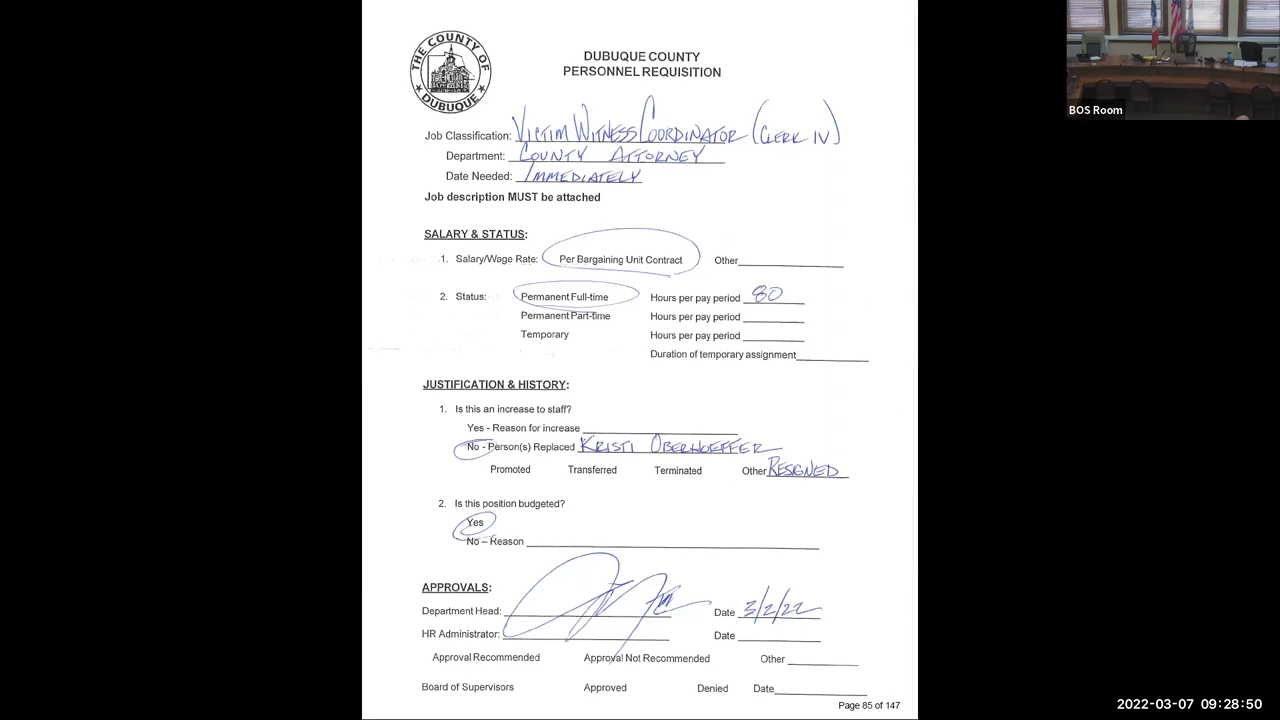 THE COUNTY OF DUBUQUE
DUBUQUE COUNTY
PERSONNEL REQUISITION
BOS Room
Job Classification: VICTIM WITNESS COORDINATOR (CLERK IV)
Department: COUNTY ATTORNEY
Date Needed: IMMEDIATELY
Job description MUST be attached
SALARY & STATUS:
1. Salary/Wage Rate: Per Bargaining Unit Contract Other
2. Status: Permanent Full-time Hours per pay period 80
Permanent Part-time Hours per pay period
Temporary Hours per pay period
Duration of temporary assignment
JUSTIFICATION & HISTORY:
1. Is this an increase to staff?
Yes - Reason for increase
No - Person(s) Replaced KRISTI OBERHOEFFER
Promoted Transferred Terminated Other RESIGNED
2. Is this position budgeted?
Yes
No – Reason
APPROVALS:
Department Head: Date 3/2/22
HR Administrator: Date
Approval Recommended Approval Not Recommended Other
Board of Supervisors Approved Denied Date
Page 85 of 147
2022-03-07 09:28:50